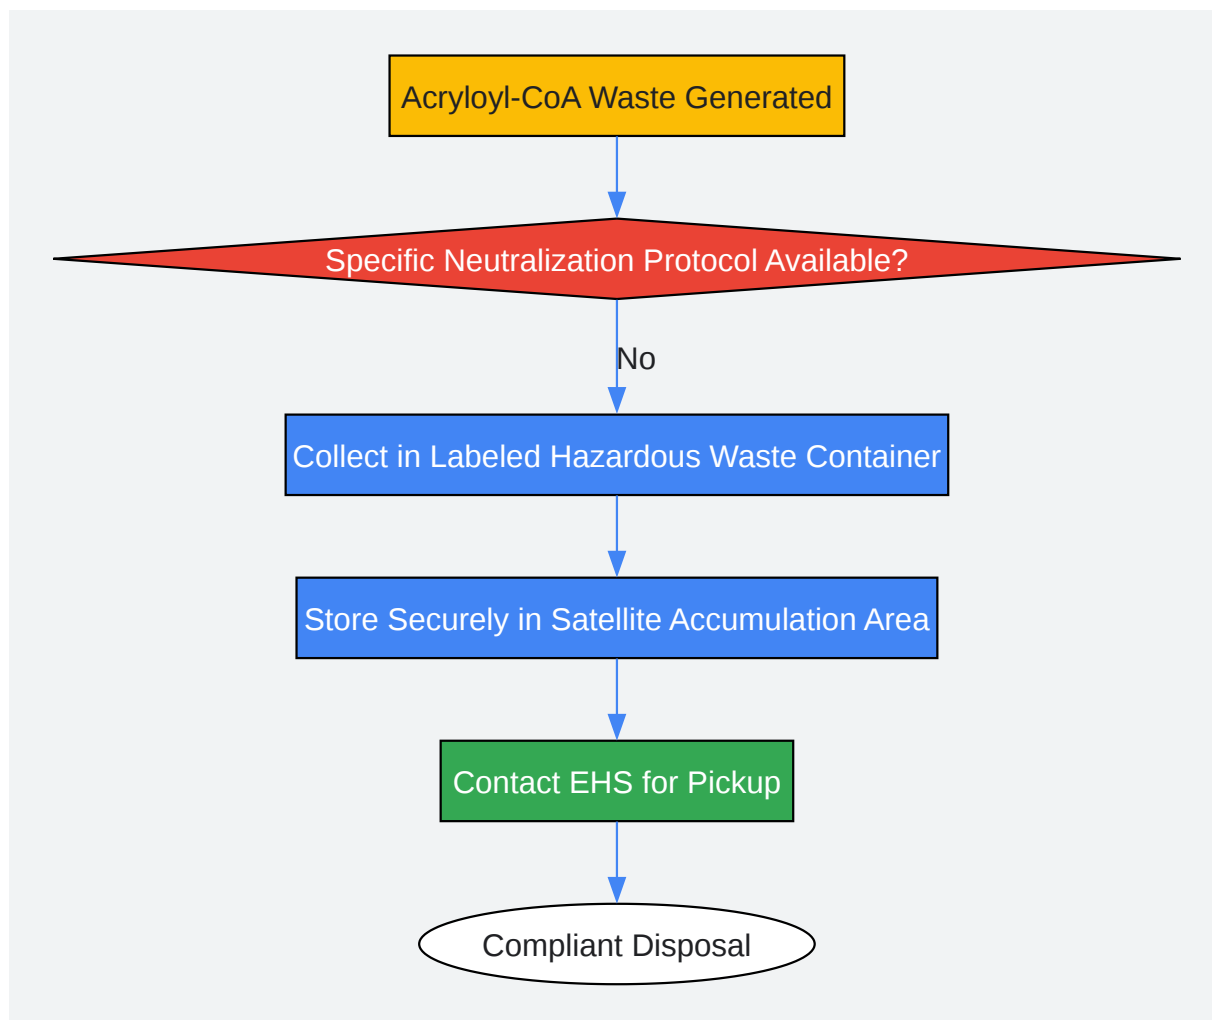 Acryloyl-CoA Waste Generated
Specific Neutralization Protocol Available?
No
Collect in Labeled Hazardous Waste Container
Store Securely in Satellite Accumulation Area
Contact EHS for Pickup
Compliant Disposal